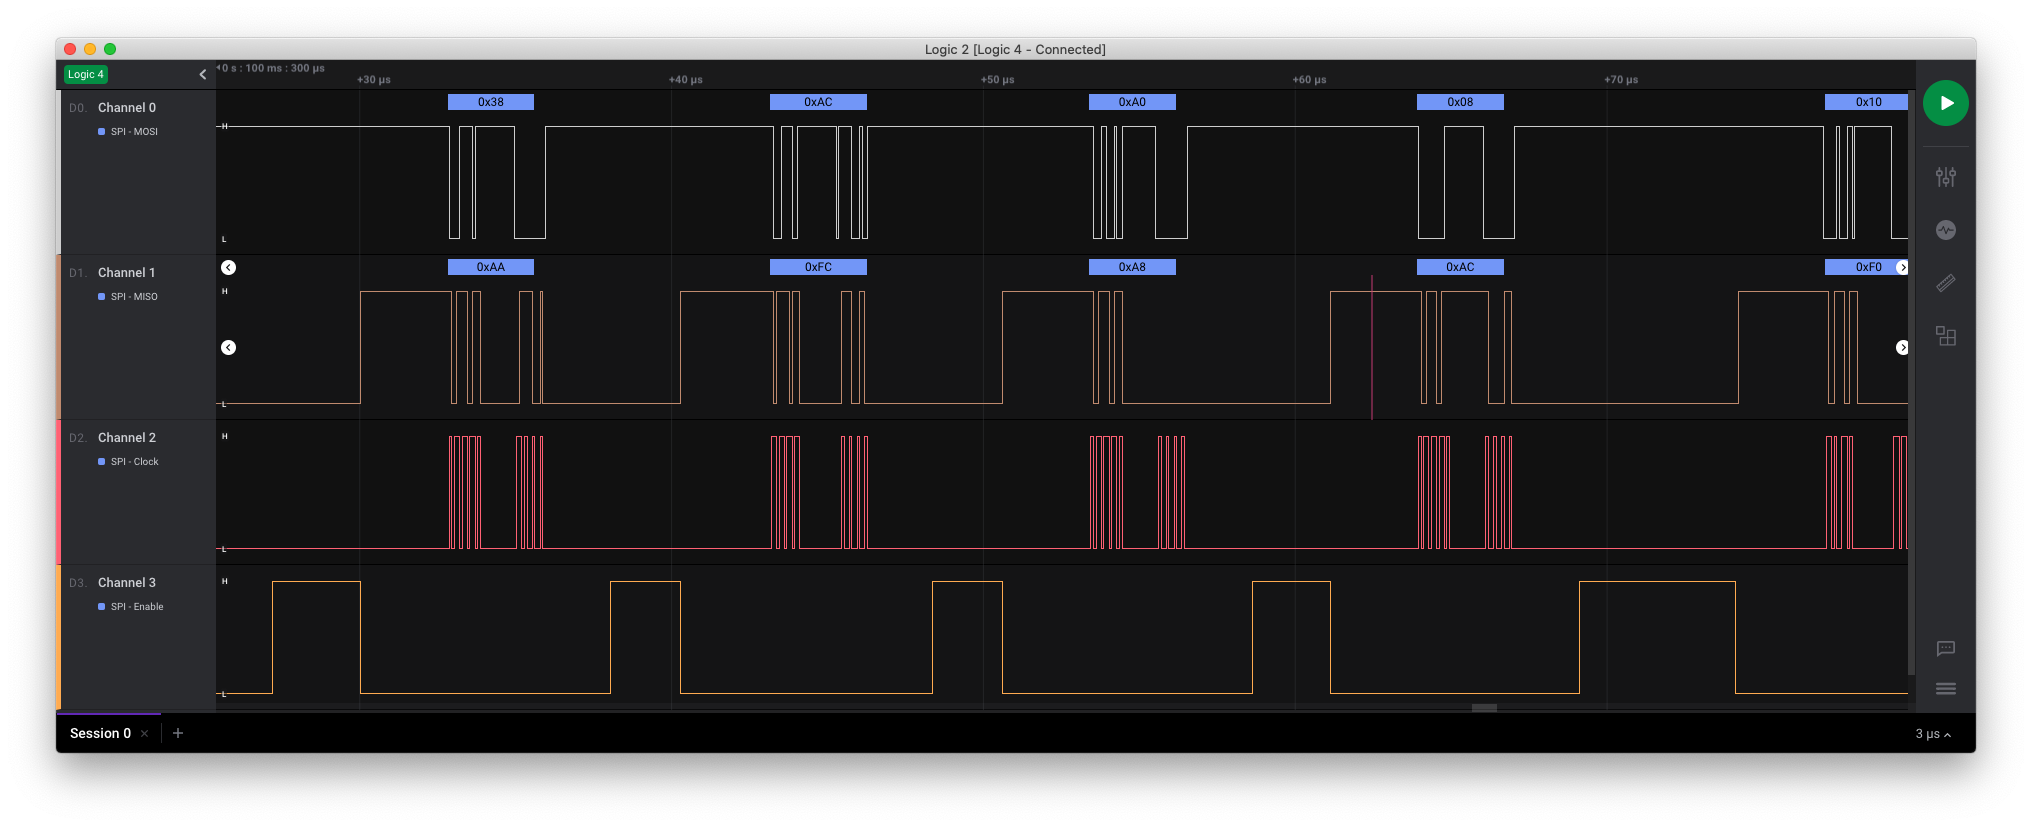 Logic 2 [Logic 4 - Connected]
Logic 4
0 s : 100 ms : 300 µs
+30 µs +40 µs +50 µs +60 µs +70 µs
D0. Channel 0
SPI - MOSI
0x38 0xAC 0xA0 0x08 0x10
H
L
D1. Channel 1
SPI - MISO
0xAA 0xFC 0xA8 0xAC 0xF0
H
L
D2. Channel 2
SPI - Clock
H
L
D3. Channel 3
SPI - Enable
H
L
Session 0
3 µs